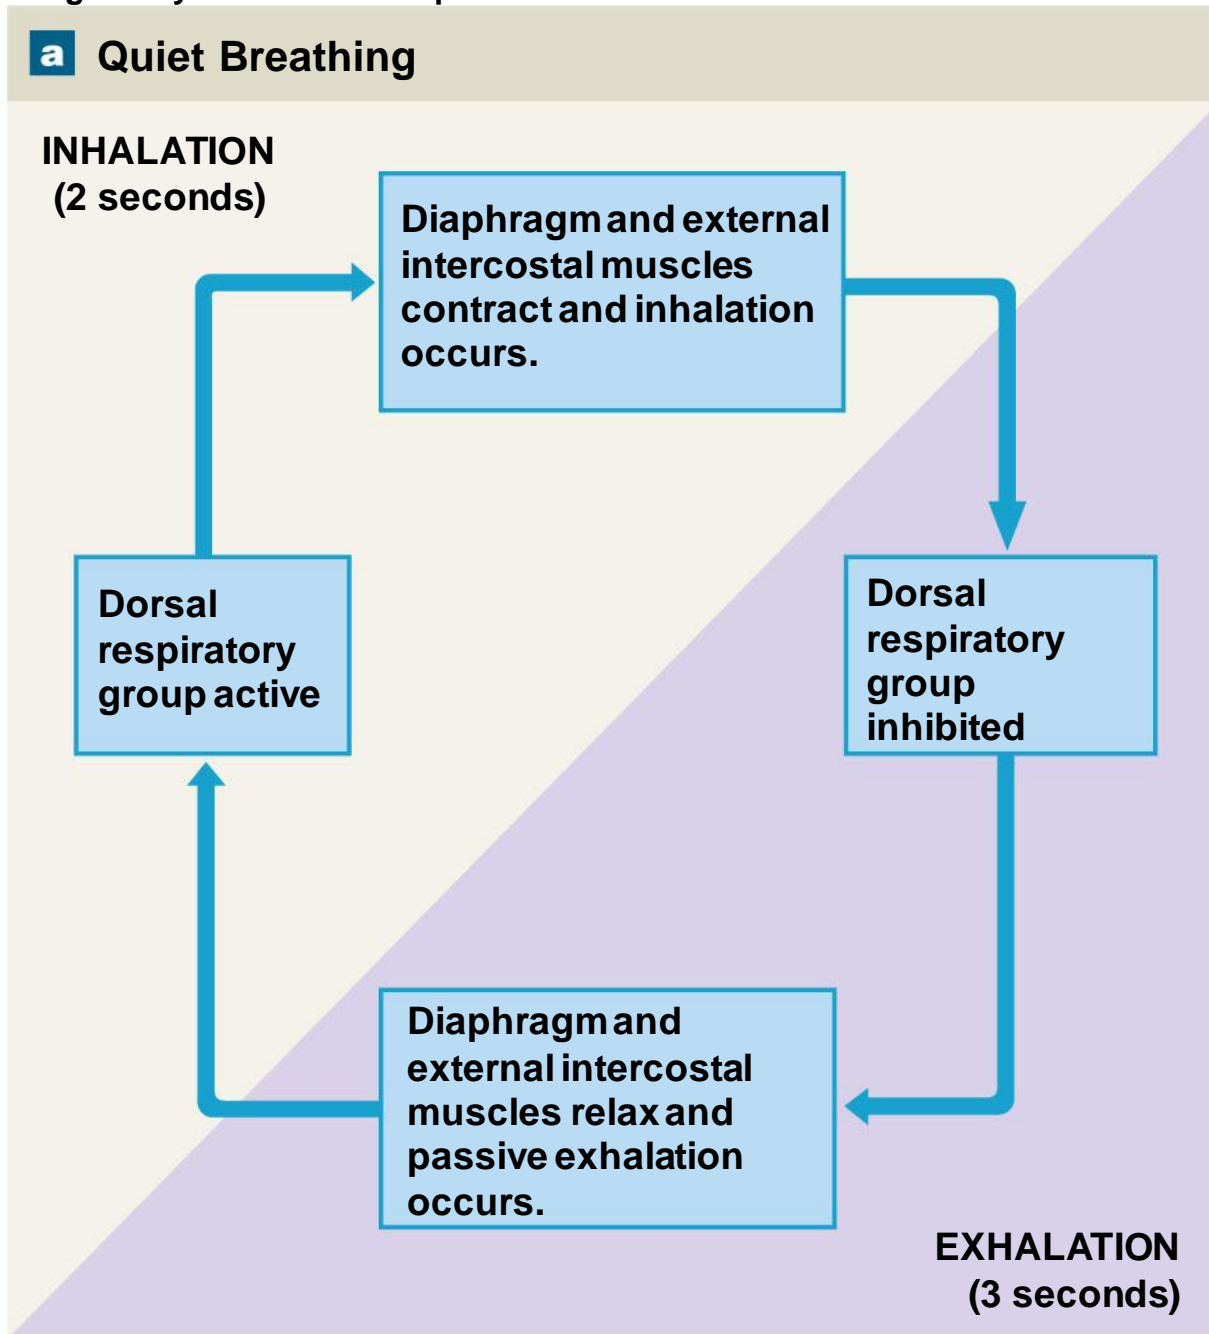 a Quiet Breathing
INHALATION
(2 seconds)
Diaphragm and external
intercostal muscles
contract and inhalation
occurs.
Dorsal
respiratory
group active
Dorsal
respiratory
group
inhibited
Diaphragm and
external intercostal
muscles relax and
passive exhalation
occurs.
EXHALATION
(3 seconds)